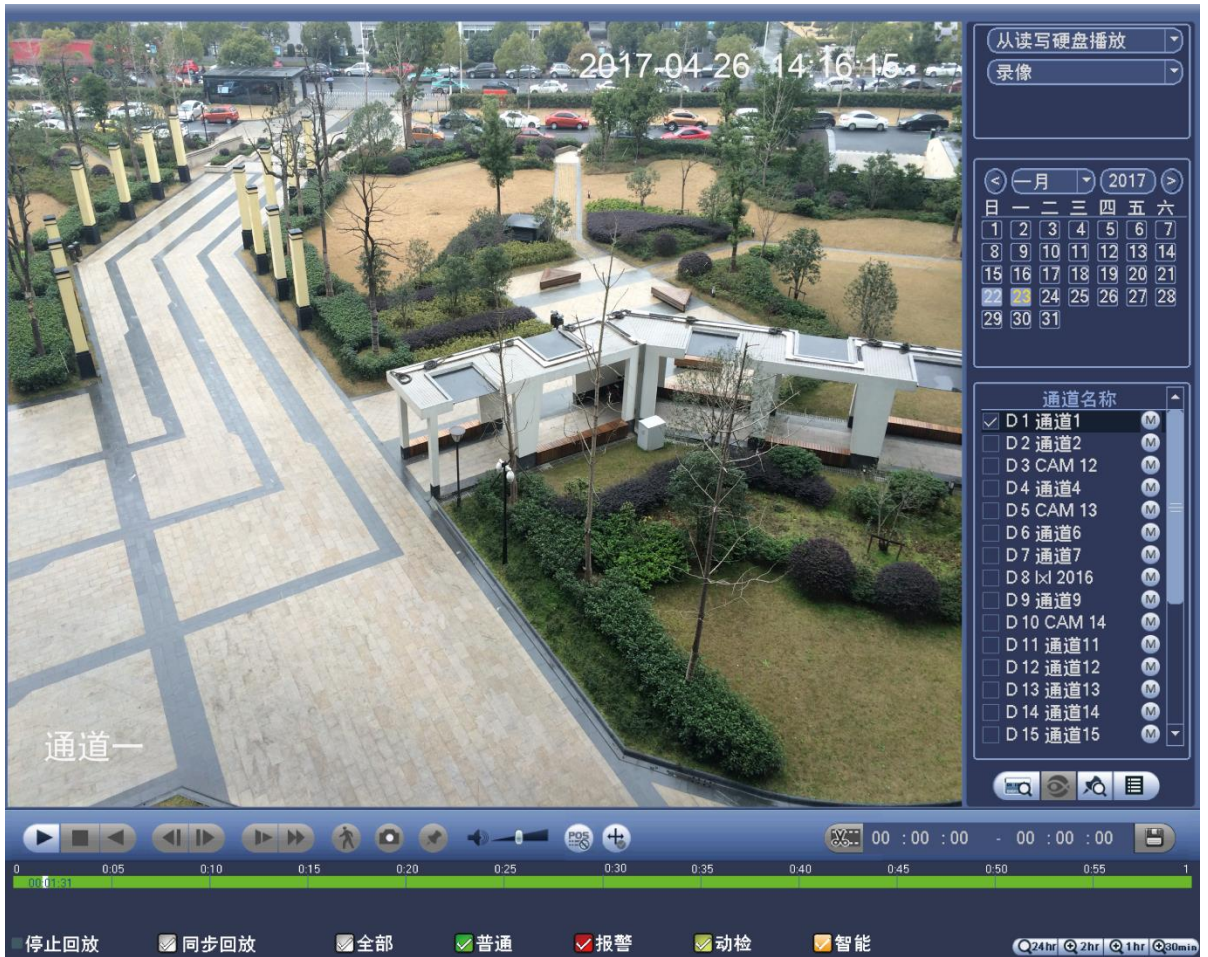 2017-04-26 14:16:15
通道一
从读写硬盘播放
录像
< 一月 2017 >
日 一 二 三 四 五 六
1 2 3 4 5 6 7
8 9 10 11 12 13 14
15 16 17 18 19 20 21
22 23 24 25 26 27 28
29 30 31
通道名称
D 1 通道1 M
D 2 通道2 M
D 3 CAM 12 M
D 4 通道4 M
D 5 CAM 13 M
D 6 通道6 M
D 7 通道7 M
D 8 2016 M
D 9 通道9 M
D 10 CAM 14 M
D 11 通道11 M
D 12 通道12 M
D 13 通道13 M
D 14 通道14 M
D 15 通道15 M
POS
00 : 00 : 00 - 00 : 00 : 00
0 0:05 0:10 0:15 0:20 0:25 0:30 0:35 0:40 0:45 0:50 0:55 1
00:01:31
停止回放 同步回放 全部 普通 报警 动检 智能
24hr 2hr 1hr 30min